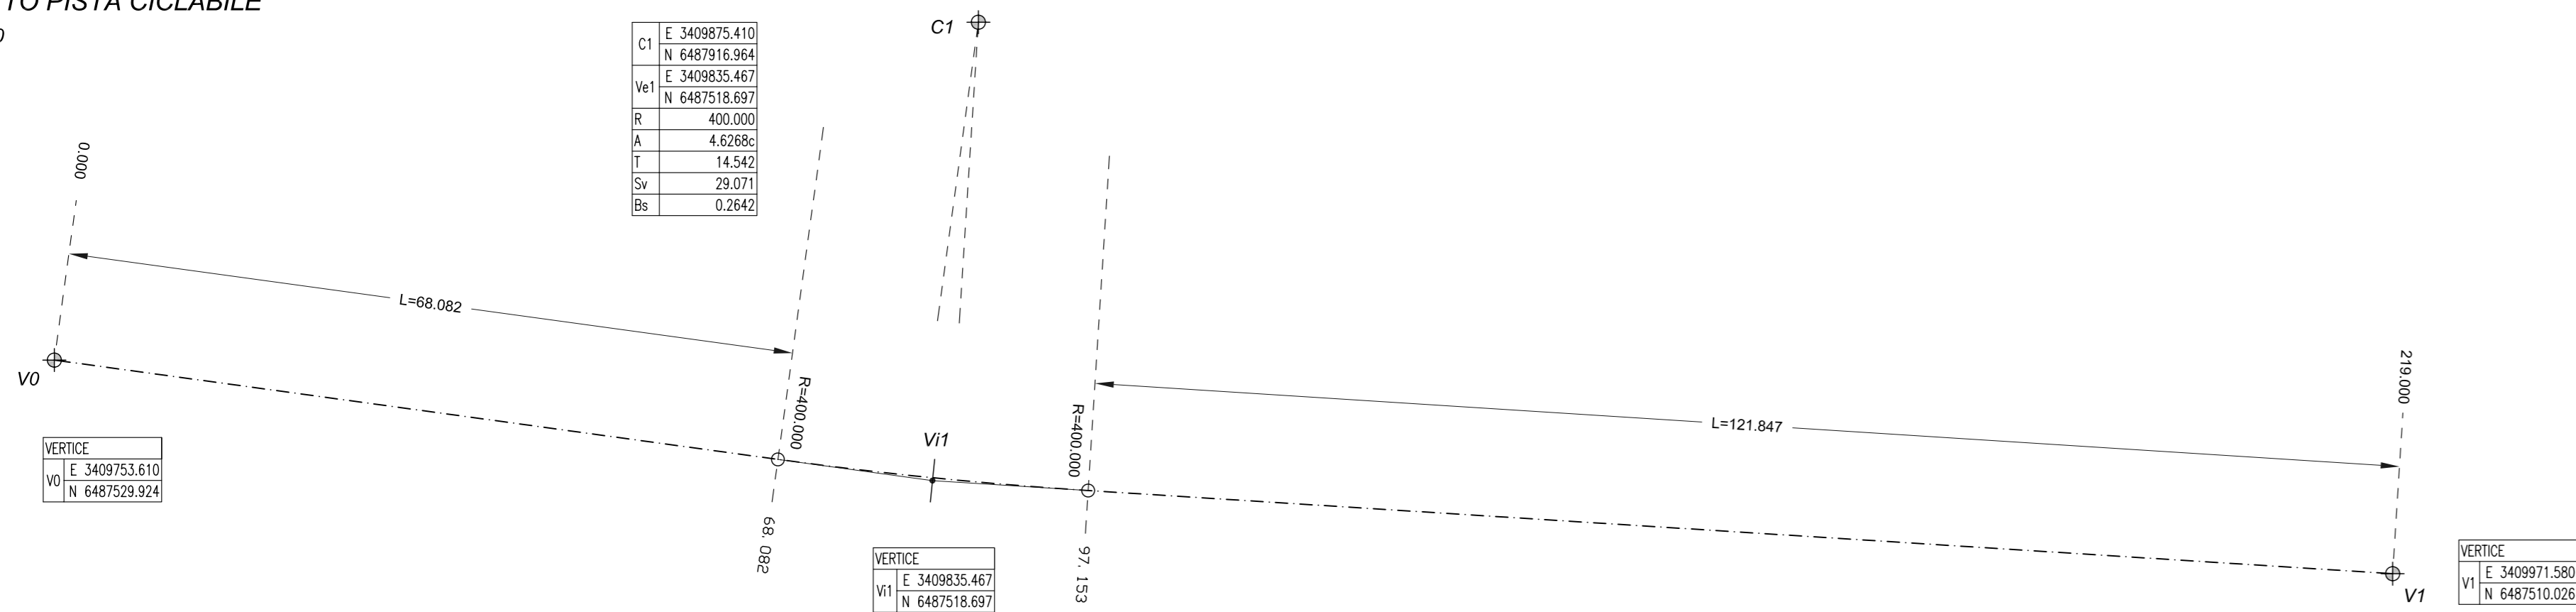 TO PISTA CICLABILE
0
C1
C1 E 3409875.410
N 6487916.964
Ve1 E 3409835.467
N 6487518.697
R 400.000
A 4.6268c
T 14.542
Sv 29.071
Bs 0.2642
0.000
L=68.082
V0
R=400.000
Vi1
R=400.000
L=121.847
219.000
VERTICE
V0 E 3409753.610
N 6487529.924
68. 082
97. 153
VERTICE
Vi1 E 3409835.467
N 6487518.697
V1
VERTICE
V1 E 3409971.580
N 6487510.026